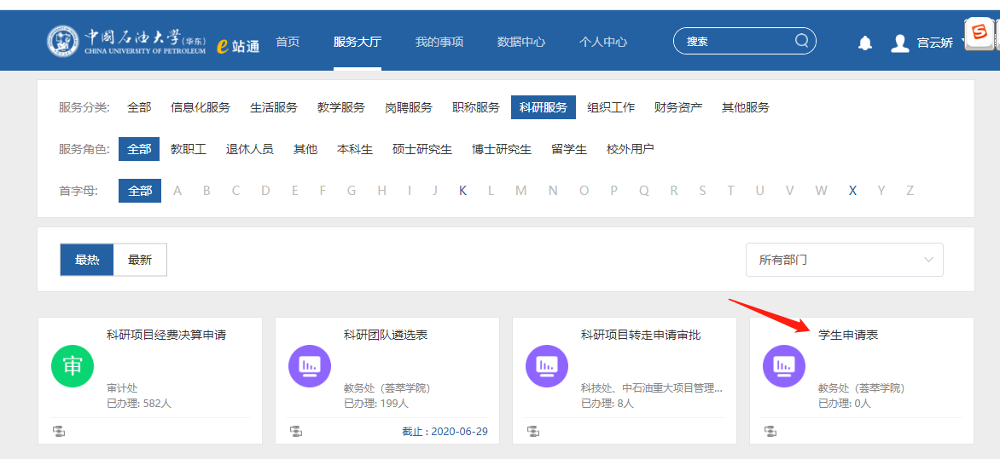 中国石油大学(华东) CHINA UNIVERSITY OF PETROLEUM e站通 首页 服务大厅 我的事项 数据中心 个人中心 搜索 宫云娇
服务分类: 全部 信息化服务 生活服务 教学服务 岗聘服务 职称服务 科研服务 组织工作 财务资产 其他服务
服务角色: 全部 教职工 退休人员 其他 本科生 硕士研究生 博士研究生 留学生 校外用户
首字母: 全部 A B C D E F G H I J K L M N O P Q R S T U V W X Y Z
最热 最新 所有部门
科研项目经费决算申请
审
审计处
已办理: 582人
科研团队遴选表
教务处（荟萃学院）
已办理: 199人
截止 : 2020-06-29
科研项目转走申请审批
科技处、中石油重大项目管理...
已办理: 8人
学生申请表
教务处（荟萃学院）
已办理: 0人